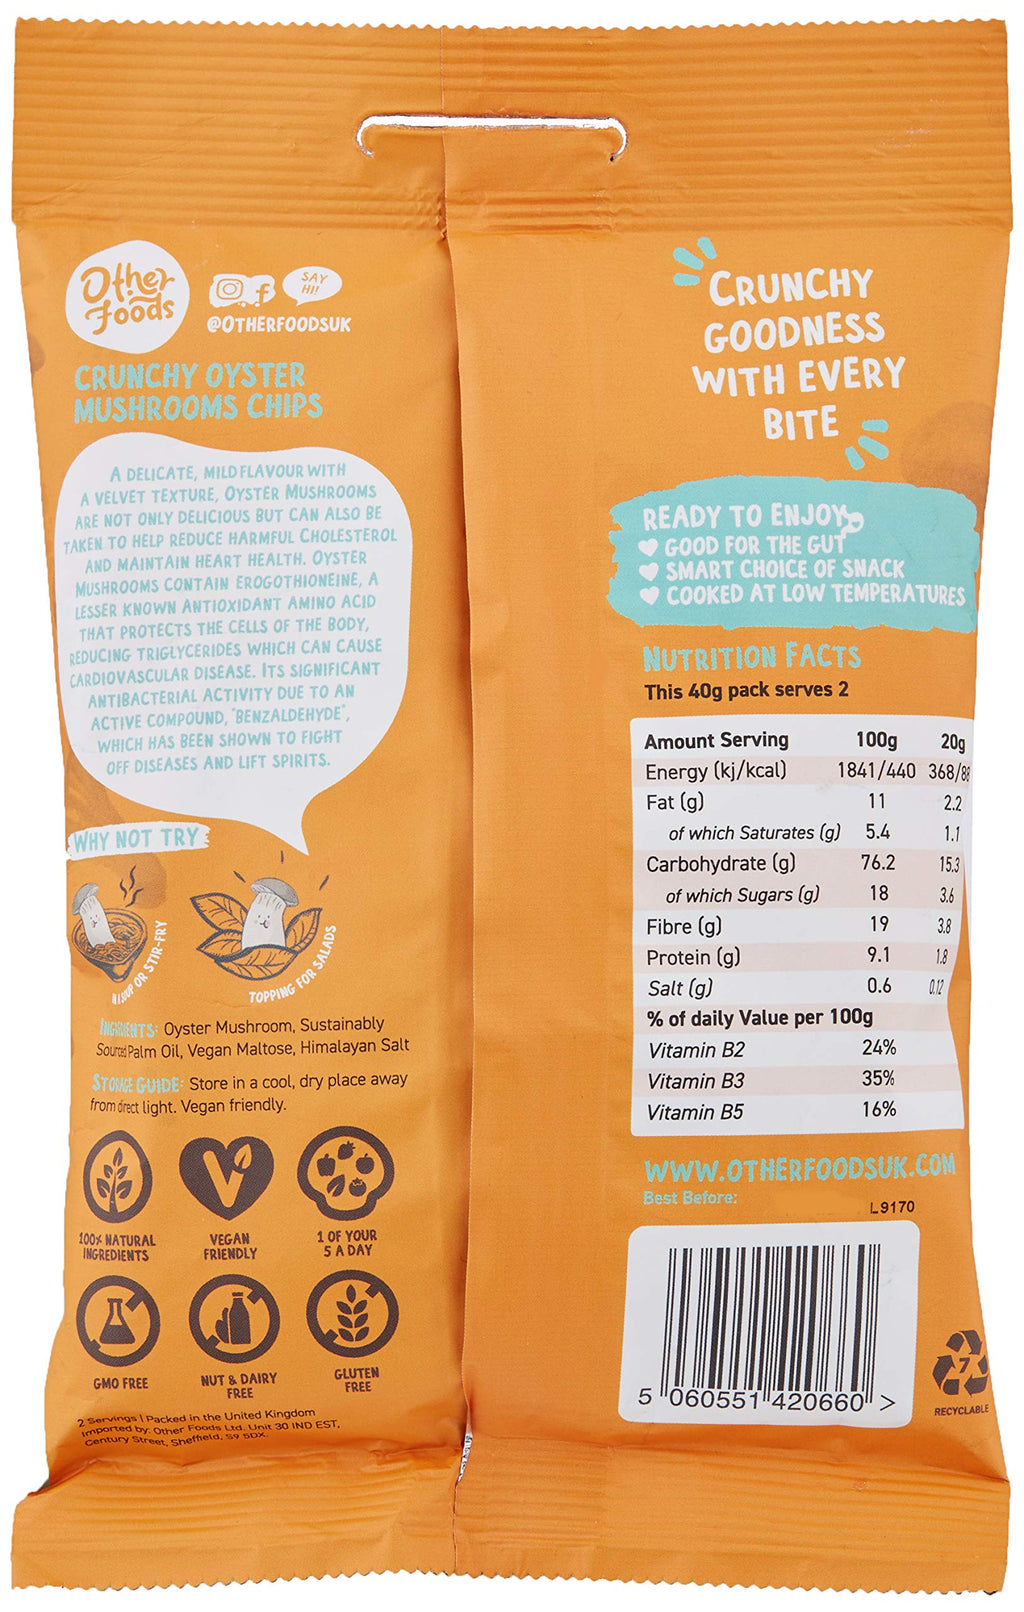 Other
Foods
SAY
HI!
@OTHERFOODSUK
CRUNCHY OYSTER
MUSHROOMS CHIPS
A DELICATE, MILD FLAVOUR WITH
A VELVET TEXTURE, OYSTER MUSHROOMS
ARE NOT ONLY DELICIOUS BUT CAN ALSO BE
TAKEN TO HELP REDUCE HARMFUL CHOLESTEROL
AND MAINTAIN HEART HEALTH. OYSTER
MUSHROOMS CONTAIN EROGOTHIONEINE, A
LESSER KNOWN ANTIOXIDANT AMINO ACID
THAT PROTECTS THE CELLS OF THE BODY,
REDUCING TRIGLYCERIDES WHICH CAN CAUSE
CARDIOVASCULAR DISEASE. ITS SIGNIFICANT
ANTIBACTERIAL ACTIVITY DUE TO AN
ACTIVE COMPOUND, "BENZALDEHYDE",
WHICH HAS BEEN SHOWN TO FIGHT
OFF DISEASES AND LIFT SPIRITS.
WHY NOT TRY
IN A SOUP OR STIR-FRY
TOPPING FOR SALADS
INGREDIENTS: Oyster Mushroom, Sustainably
Sourced Palm Oil, Vegan Maltose, Himalayan Salt
STORAGE GUIDE: Store in a cool, dry place away
from direct light. Vegan friendly.
100% NATURAL
INGREDIENTS
VEGAN
FRIENDLY
1 OF YOUR
5 A DAY
GMO FREE
NUT & DAIRY
FREE
GLUTEN
FREE
2 Servings | Packed in the United Kingdom
Imported by: Other Foods Ltd. Unit 30 IND EST,
Century Street, Sheffield, S9 5DX.
CRUNCHY
GOODNESS
WITH EVERY
BITE
READY TO ENJOY
GOOD FOR THE GUT
SMART CHOICE OF SNACK
COOKED AT LOW TEMPERATURES
NUTRITION FACTS
This 40g pack serves 2
Amount Serving 100g 20g
Energy (kj/kcal) 1841/440 368/88
Fat (g) 11 2.2
of which Saturates (g) 5.4 1.1
Carbohydrate (g) 76.2 15.3
of which Sugars (g) 18 3.6
Fibre (g) 19 3.8
Protein (g) 9.1 1.8
Salt (g) 0.6 0.12
% of daily Value per 100g
Vitamin B2 24%
Vitamin B3 35%
Vitamin B5 16%
WWW.OTHERFOODSUK.COM
Best Before:
L9170
5 060551 420660 >
7
RECYCLABLE